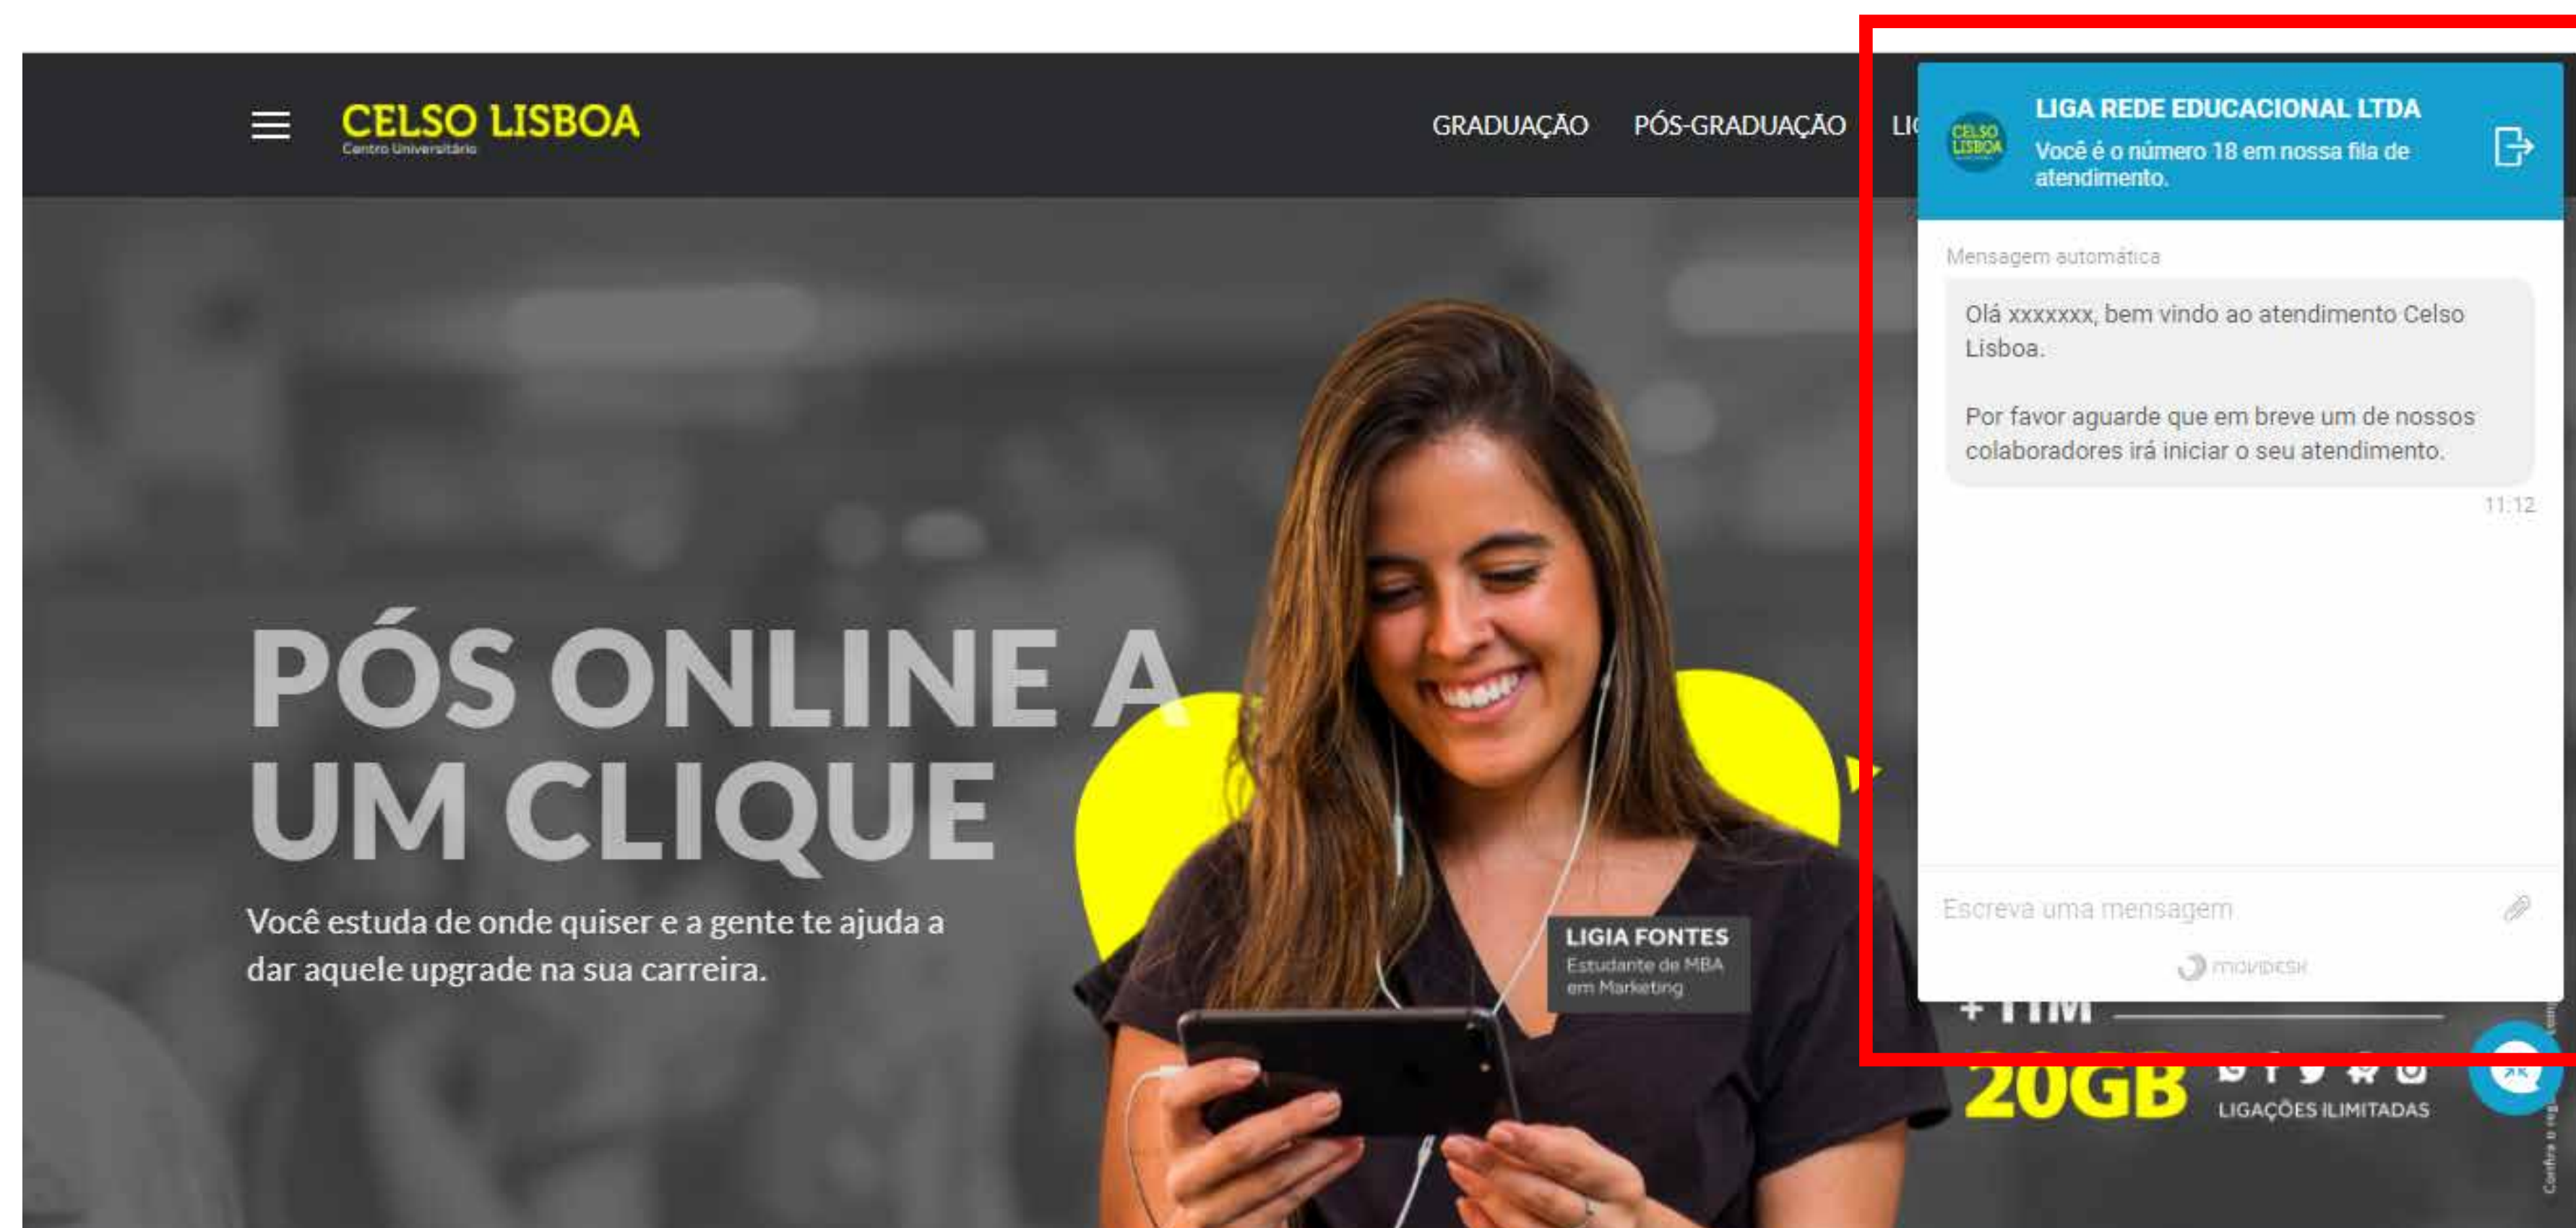 CELSO LISBOA
Centro Universitário
GRADUAÇÃO PÓS-GRADUAÇÃO
PÓS ONLINE A
UM CLIQUE
Você estuda de onde quiser e a gente te ajuda a
dar aquele upgrade na sua carreira.
LIGIA FONTES
Estudante de MBA
em Marketing
CELSO
LISBOA
LIGA REDE EDUCACIONAL LTDA
Você é o número 18 em nossa fila de
atendimento.
Mensagem automática
Olá xxxxxxx, bem vindo ao atendimento Celso
Lisboa.
Por favor aguarde que em breve um de nossos
colaboradores irá iniciar o seu atendimento.
11:12
Escreva uma mensagem
movidesk
20GB
LIGAÇÕES ILIMITADAS